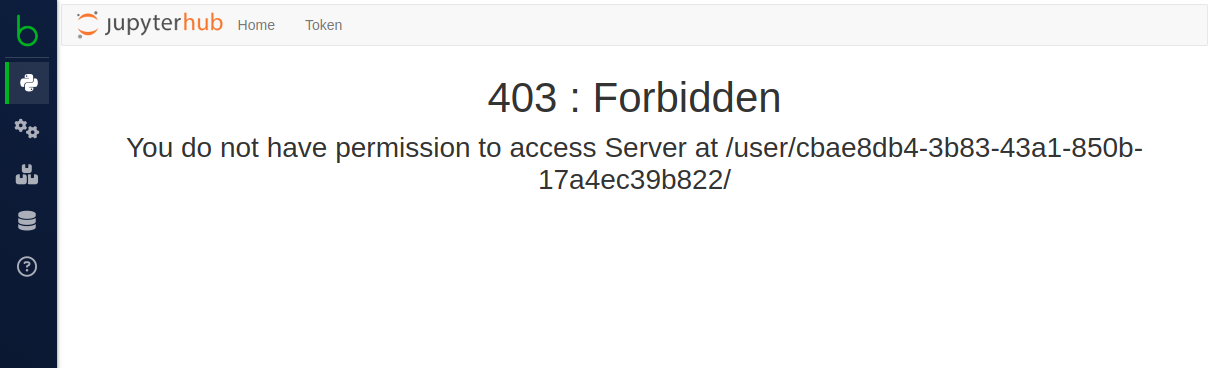 jupyterhub Home Token
403 : Forbidden
You do not have permission to access Server at /user/cbae8db4-3b83-43a1-850b-
17a4ec39b822/